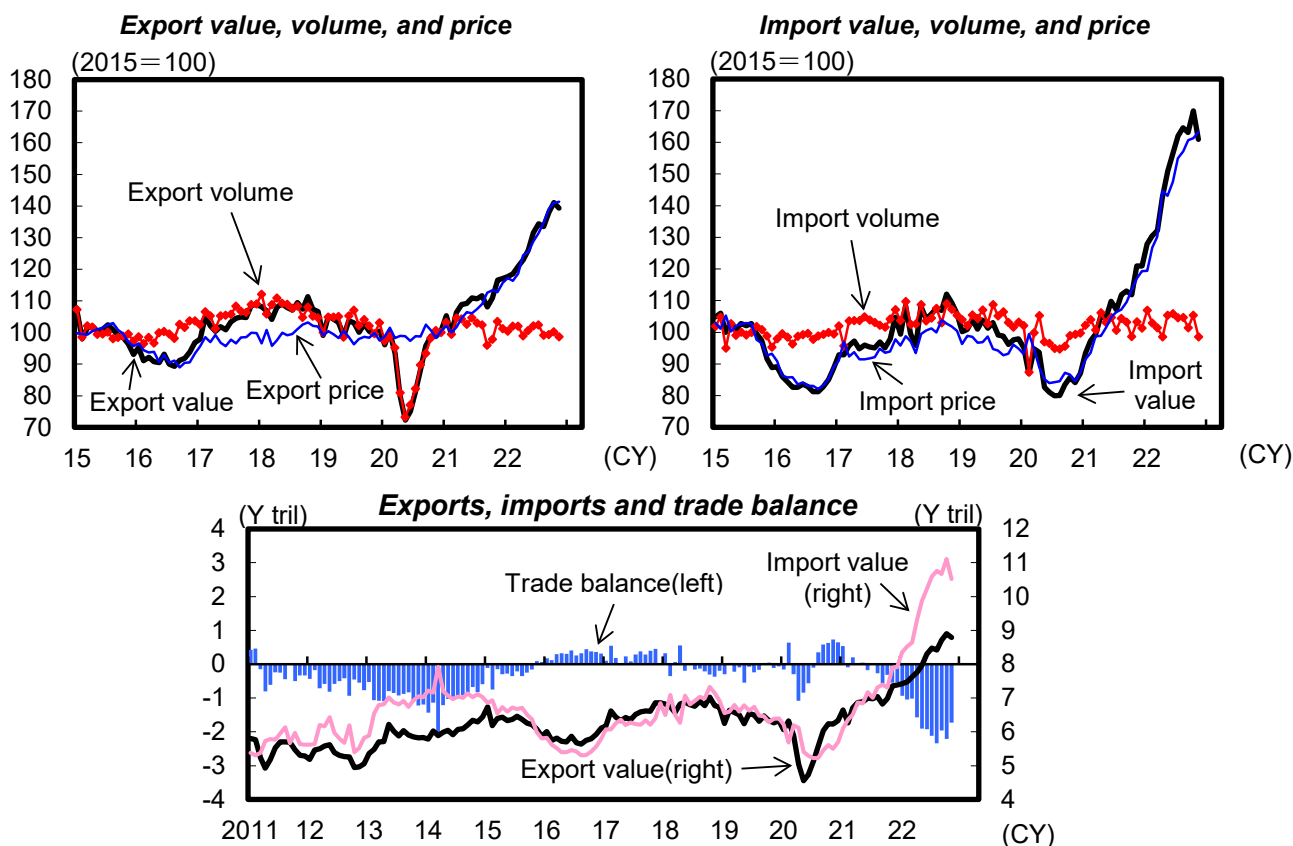 Export value, volume, and price
(2015＝100)
180
170
160
150
140
130
120
110
100
90
80
70
Export volume
Export value
Export price
15 16 17 18 19 20 21 22
(CY)
Import value, volume, and price
(2015＝100)
180
170
160
150
140
130
120
110
100
90
80
70
Import volume
Import price
Import
value
15 16 17 18 19 20 21 22
(CY)
Exports, imports and trade balance
(Y tril)
(Y tril)
4
3
2
1
0
-1
-2
-3
-4
12
11
10
9
8
7
6
5
4
Trade balance(left)
Import value
(right)
Export value(right)
2011 12 13 14 15 16 17 18 19 20 21 22
(CY)